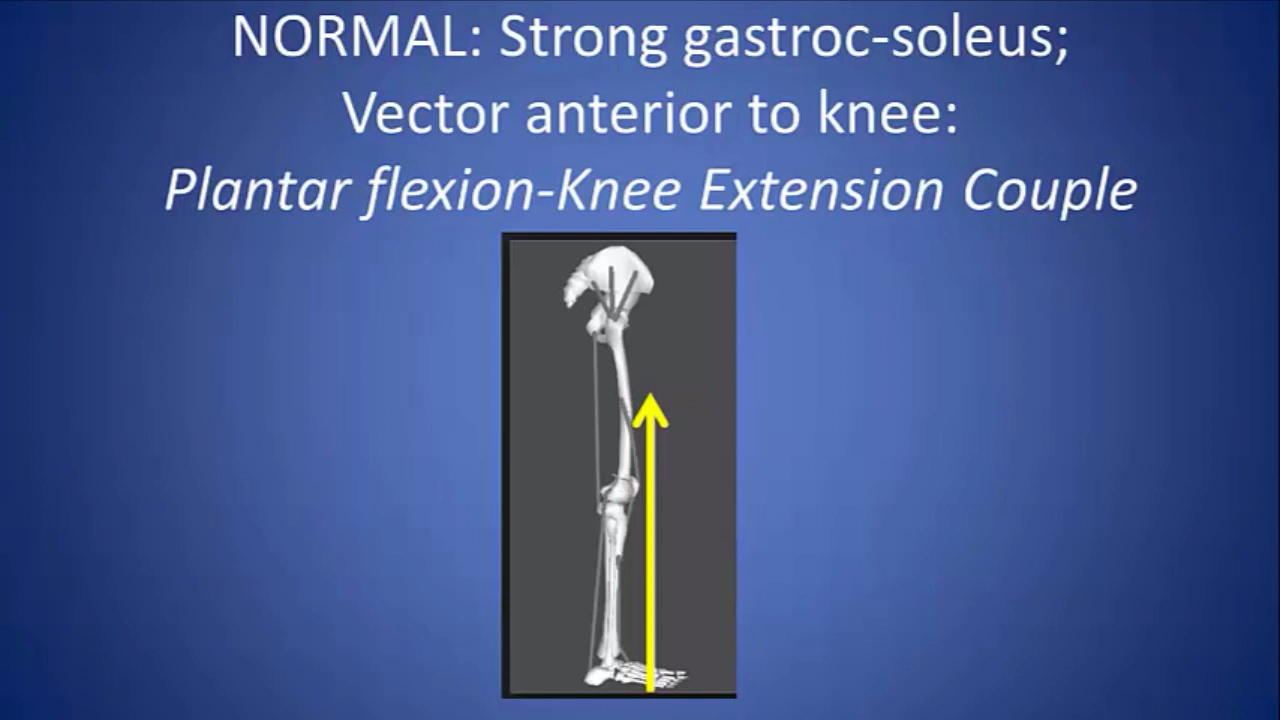 NORMAL: Strong gastroc-soleus;
Vector anterior to knee:
Plantar flexion-Knee Extension Couple